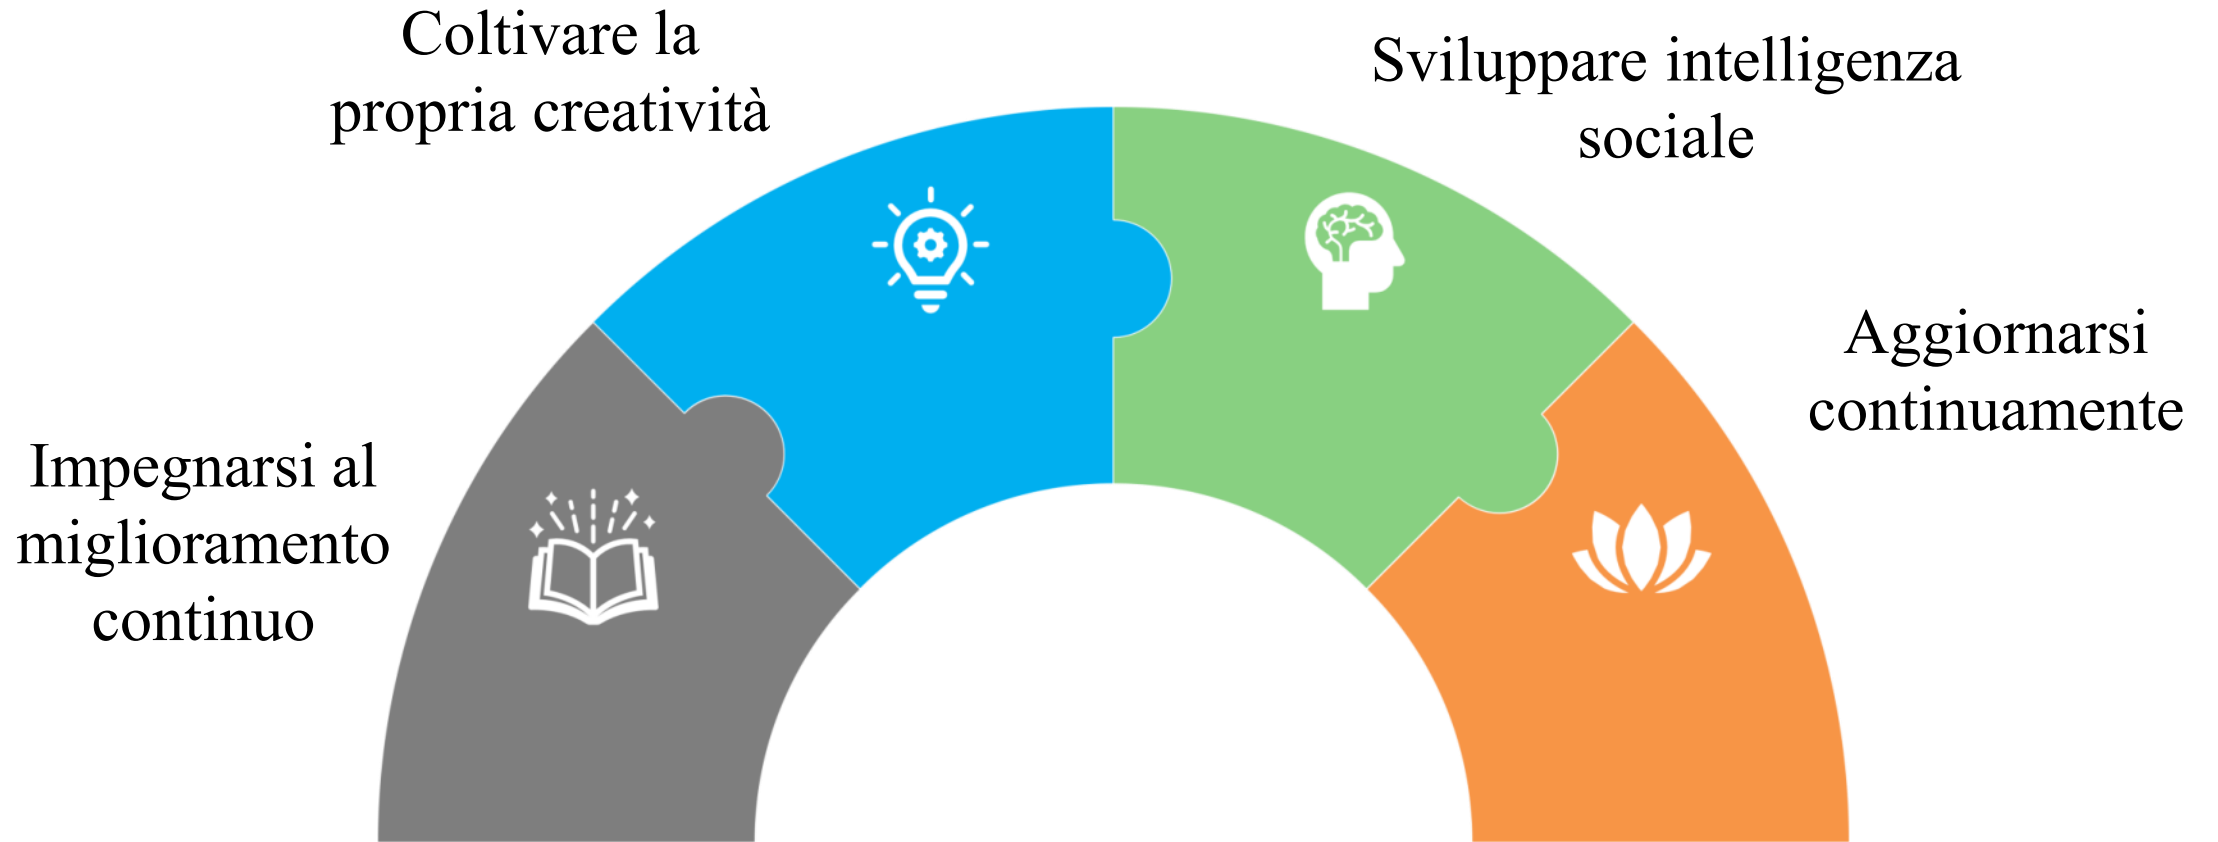 Coltivare la
propria creatività
Sviluppare intelligenza
sociale
Aggiornarsi
continuamente
Impegnarsi al
miglioramento
continuo